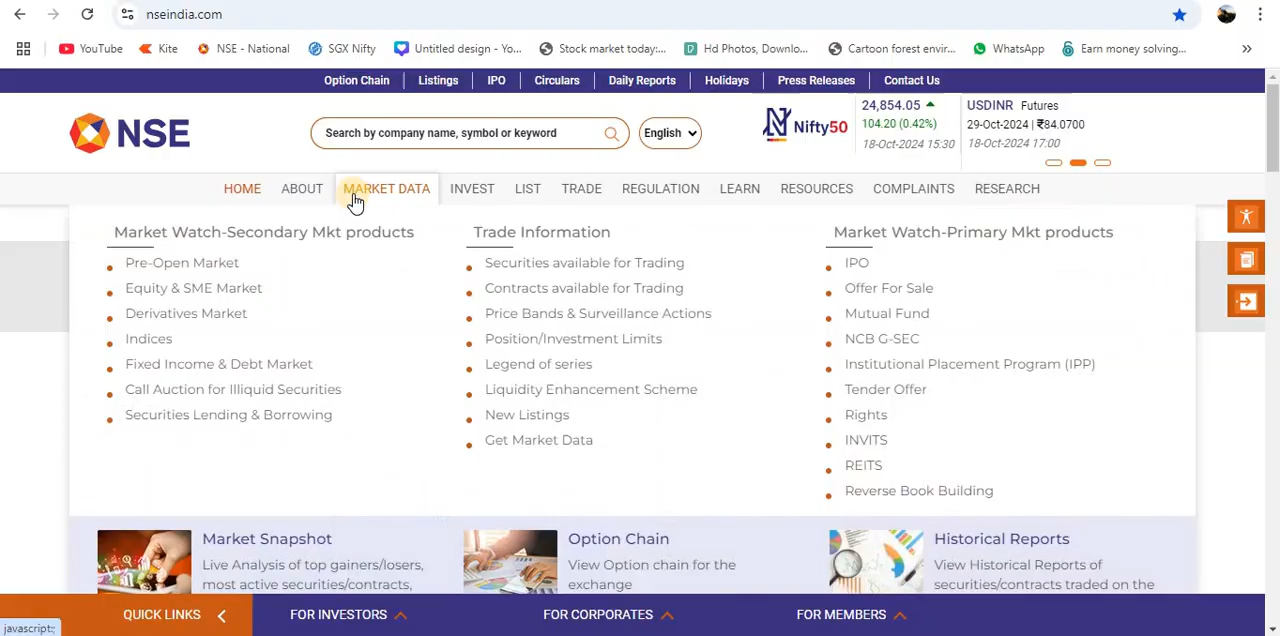 nseindia.com
YouTube
Kite
NSE - National
SGX Nifty
Untitled design - Yo...
Stock market today:...
Hd Photos, Downlo...
Cartoon forest envir...
WhatsApp
Earn money solving...
Option Chain
Listings
IPO
Circulars
Daily Reports
Holidays
Press Releases
Contact Us
NSE
Search by company name, symbol or keyword
English
Nifty50
24,854.05
104.20 (0.42%)
18-Oct-2024 15:30
USDINR Futures
29-Oct-2024 | ₹84.0700
18-Oct-2024 17:00
HOME
ABOUT
MARKET DATA
INVEST
LIST
TRADE
REGULATION
LEARN
RESOURCES
COMPLAINTS
RESEARCH
Market Watch-Secondary Mkt products
Pre-Open Market
Equity & SME Market
Derivatives Market
Indices
Fixed Income & Debt Market
Call Auction for Illiquid Securities
Securities Lending & Borrowing
Trade Information
Securities available for Trading
Contracts available for Trading
Price Bands & Surveillance Actions
Position/Investment Limits
Legend of series
Liquidity Enhancement Scheme
New Listings
Get Market Data
Market Watch-Primary Mkt products
IPO
Offer For Sale
Mutual Fund
NCB G-SEC
Institutional Placement Program (IPP)
Tender Offer
Rights
INVITS
REITS
Reverse Book Building
Market Snapshot
Live Analysis of top gainers/losers,
most active securities/contracts,
Option Chain
View Option chain for the
exchange
Historical Reports
View Historical Reports of
securities/contracts traded on the
QUICK LINKS
FOR INVESTORS
FOR CORPORATES
FOR MEMBERS
javascript:;